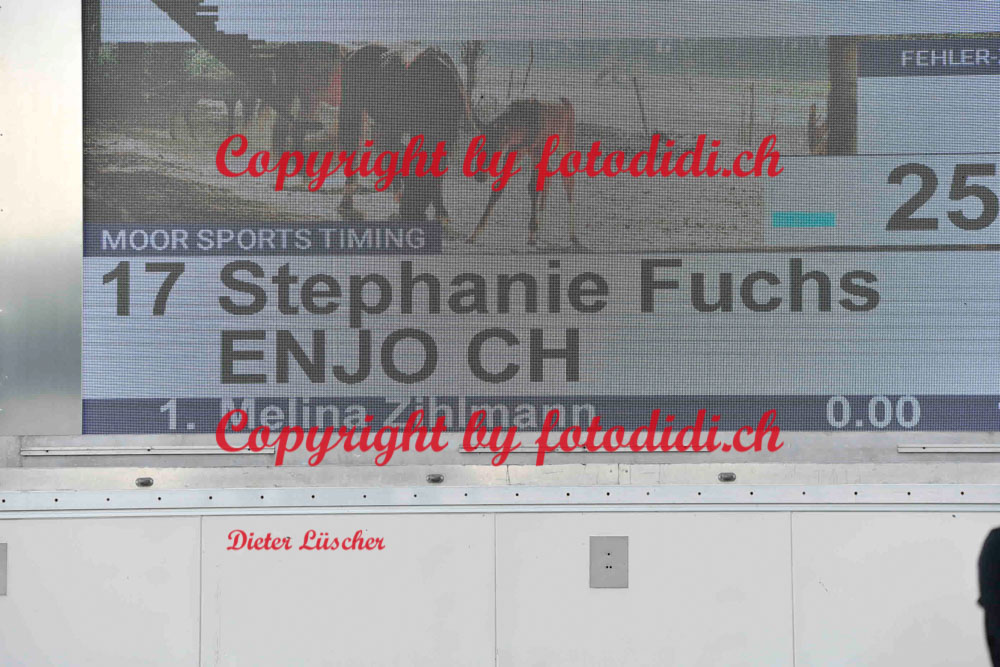 FEHLER-
Copyright by fotodidi.ch
25
MOOR SPORTS TIMING
17 Stephanie Fuchs
ENJO CH
1. Melina Zihlmann 0.00
Copyright by fotodidi.ch
Dieter Lüscher